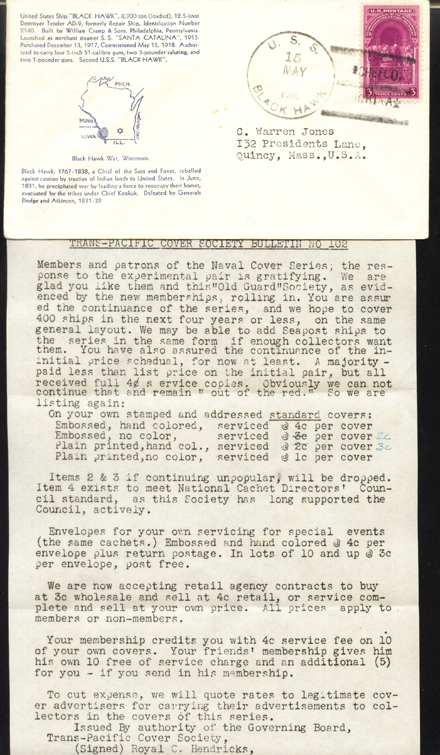 United States Ship "BLACK HAWK", 8,900-ton (loaded), 12.5-knot
Destroyer Tender AD-9, formerly Repair Ship, Identification Number
2140. Built by William Cramp & Sons, Philadelphia, Pennsylvania.
Launched as merchant steamer S. S. "SANTA CATALINA", 1913.
Purchased December 13, 1917, Commissioned May 15, 1918. Author-
ized to carry four 5-inch 51-calibre guns, two 3-pounder saluting, and
two 1-pounder guns. Second U.S.S. "BLACK HAWK".
MICH.
MINN
IOWA
ILL
Black Hawk War, Wisconsin.
Black Hawk, 1767-1838, a Chief of the Sacs and Foxes, rebelled
against cession by treaties of Indian lands to United States. In June,
1831, he precipitated war by leading a force to reoccupy their homes,
evacuated by the tribes under Chief Keokuk. Defeated by Generals
Dodge and Atkinson, 1831-32
U. S. S.
15
MAY
BLACK HAWK
U.S. POSTAGE
3 CENTS 3
CHEFOO,
CHINA
C. Warren Jones
132 Presidents Lane,
Quincy, Mass.,U.S.A.
TRANS-PACIFIC COVER SOCIETY BULLETIN NO 102
Members and patrons of the Naval Cover Series; the res-
ponse to the experimental pair is gratifying. We are
glad you like them and this"Old Guard"Society, as evid-
enced by the new memberships, rolling in. You are assur
ed the continuance of the series, and we hope to cover
400 ships in the next four years or less, on the same
general layout. We may be able to add Seapost ships to
the series in the same form if enough collectors want
them. You have also assured the continuance of the in-
initial price schedual, for now at least. A majority -
paid less than list price on the initial pair, but all
received full 4¢ s ervice copies. Obviously we can not
continue that and remain " out of the red." So we are
listing again:
On your own stamped and addressed standard covers:
Embossed, hand colored, serviced @ 4c per cover
Embossed, no color, serviced @ 3c per cover 2c
Plain printed,hand col., serviced @ 2c per cover 3c
Plain printed,no color, serviced @ 1c per cover
Items 2 & 3 if continuing unpopular, will be dropped.
Item 4 exists to meet National Cachet Directors' Coun-
cil standard, as this Society has long supported the
Council, actively.
Envelopes for your own servicing for special events
(the same cachets.) Embossed and hand colored @ 4c per
envelope plus return postage. In lots of 10 and up @ 3c
per envelope, post free.
We are now accepting retail agency contracts to buy
at 3c wholesale and sell at 4c retail, or service com-
plete and sell at your own price. All prices apply to
members or non-members.
Your membership credits you with 4c service fee on 10
of your own covers. Your friends' membership gives him
his own 10 free of service charge and an additional (5)
for you - if you send in his membership.
To cut expense, we will quote rates to legitimate cov-
er advertisers for carrying their advertisements to col-
lectors in the covers of this series.
Issued By authority of the Governing Board,
Trans-Pacific Cover Society,
(Signed) Royal C. Hendricks,